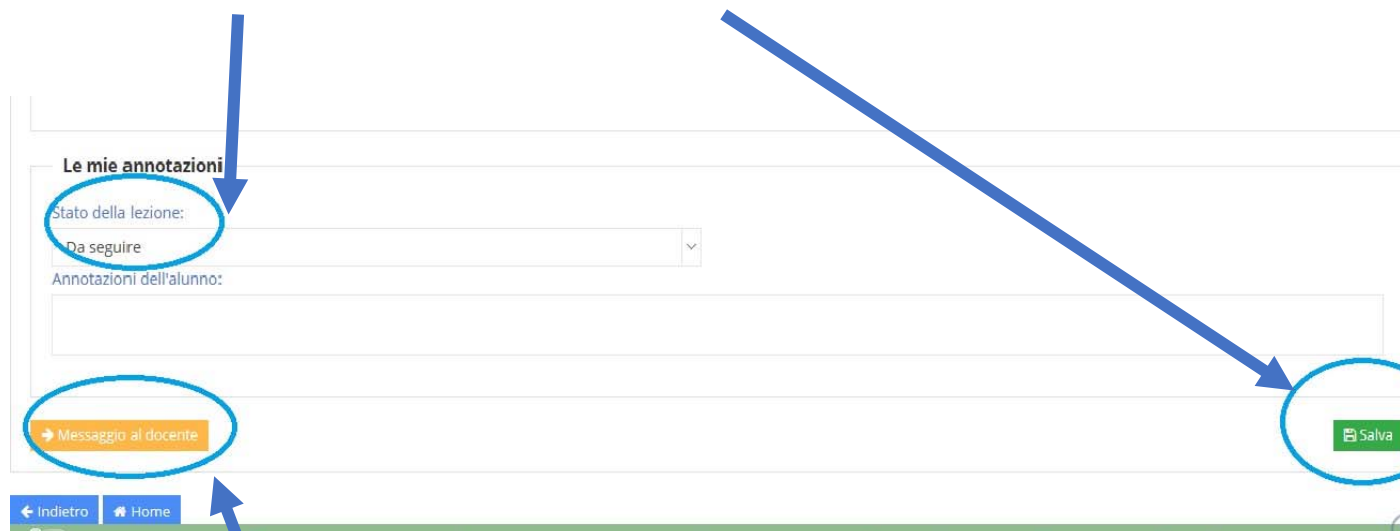 Le mie annotazioni
Stato della lezione:
Da seguire
Annotazioni dell'alunno:
Messaggio al docente
Salva
Indietro
Home